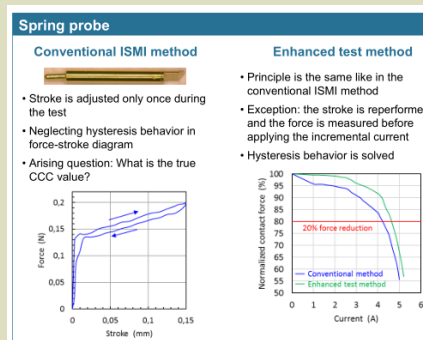 Spring probe
Conventional ISMI method
• Stroke is adjusted only once during
the test
• Neglecting hysteresis behavior in
force-stroke diagram
• Arising question: What is the true
CCC value?
0,2
0,15
0,1
0,05
0
Force (N)
0
0,05
0,1
0,15
Stroke (mm)
Enhanced test method
• Principle is the same like in the
conventional ISMI method
• Exception: the stroke is reperforme
and the force is measured before
applying the incremental current
• Hysteresis behavior is solved
Normalized contact force (%)
100
95
90
85
80
75
70
65
60
55
50
20% force reduction
Conventional method
Enhanced test method
0
1
2
3
4
5
6
Current (A)